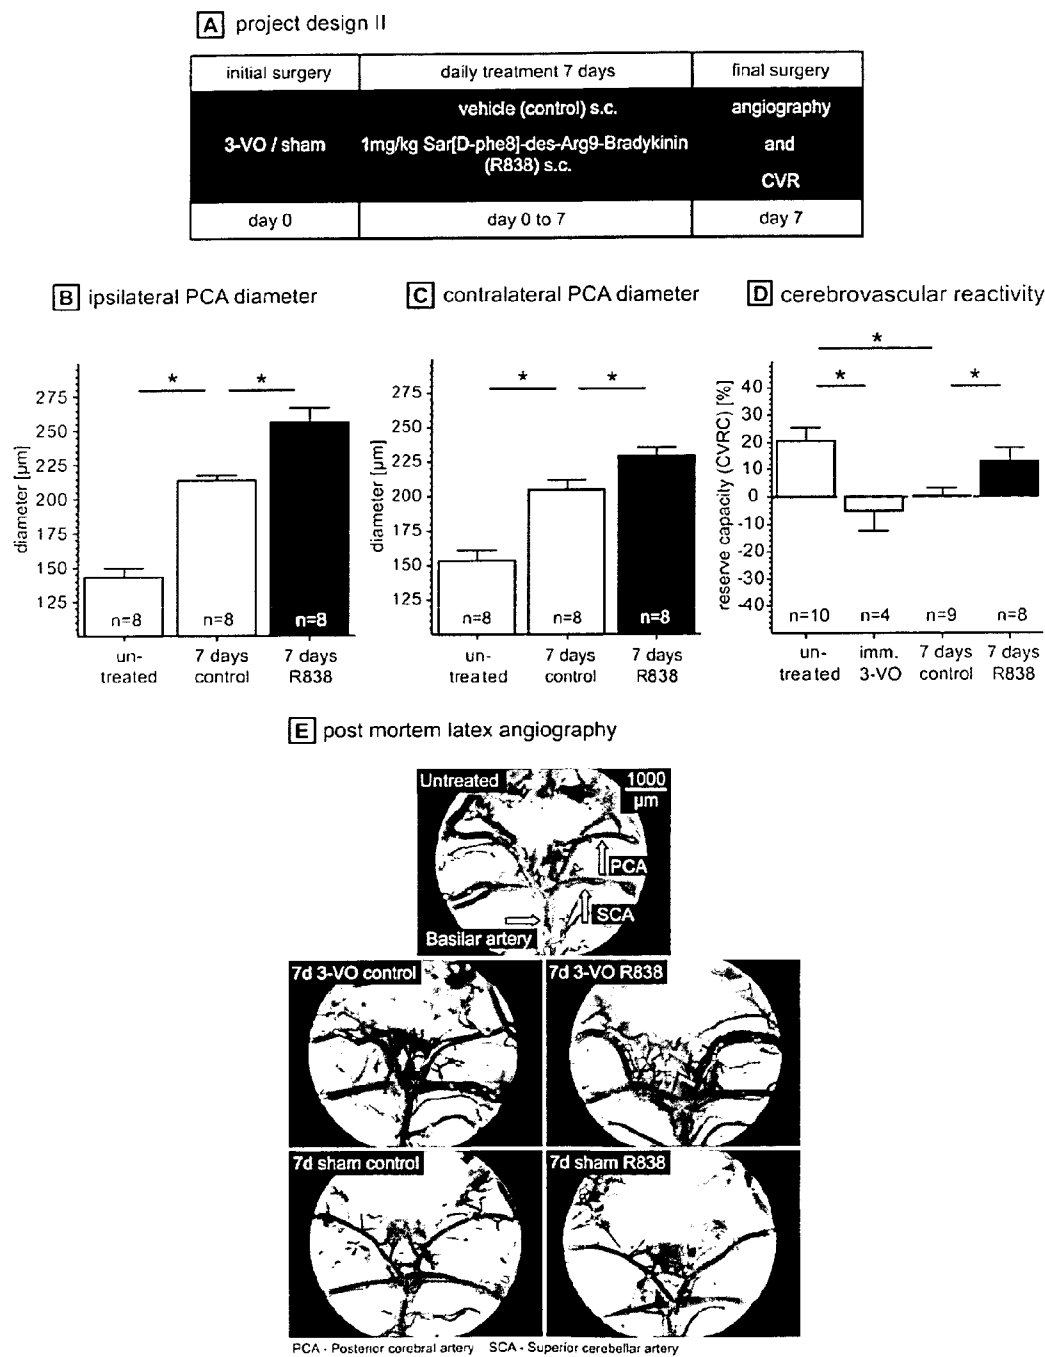 A project design II
initial surgery daily treatment 7 days final surgery
vehicle (control) s.c. angiography
3-VO / sham 1mg/kg Sar[D-phe8]-des-Arg9-Bradykinin and
(R838) s.c.
CVR
day 0 day 0 to 7 day 7
B ipsilateral PCA diameter
diameter [µm]
275
250
225
200
175
150
125
* *
n=8 n=8 n=8
un-
treated
7 days
control
7 days
R838
C contralateral PCA diameter
diameter [µm]
275
250
225
200
175
150
125
* *
n=8 n=8 n=8
un-
treated
7 days
control
7 days
R838
D cerebrovascular reactivity
reserve capacity (CVRC) [%]
40
30
20
10
0
-10
-20
-30
-40
*
* *
n=10 n=4 n=9 n=8
un-
treated
imm.
3-VO
7 days
control
7 days
R838
E post mortem latex angiography
Untreated
1000
µm
PCA
SCA
Basilar artery
7d 3-VO control
7d 3-VO R838
7d sham control
7d sham R838
PCA - Posterior cerebral artery SCA - Superior cerebellar artery